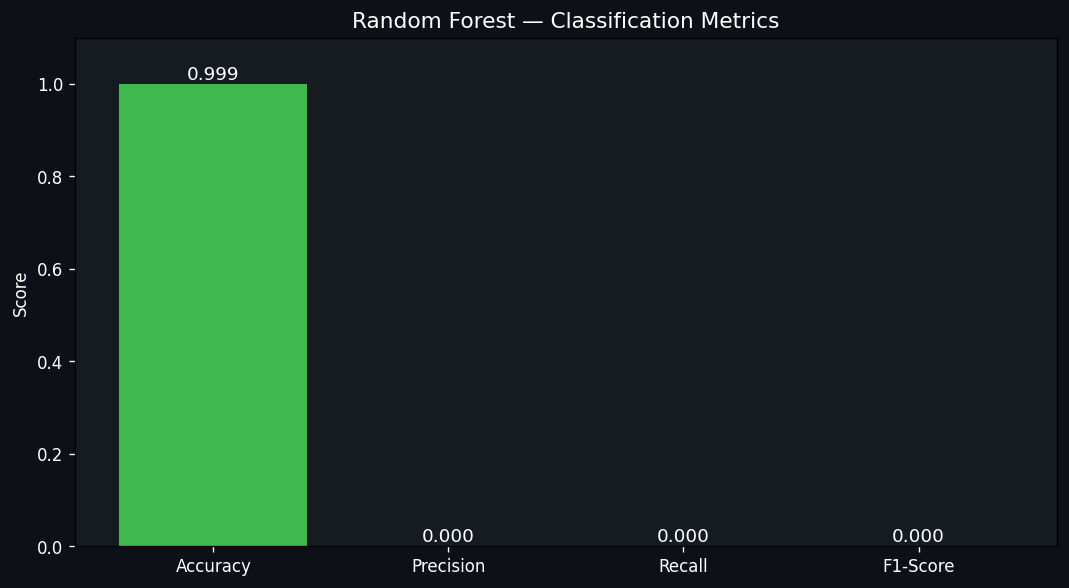 Random Forest — Classification Metrics
0.999
1.0
0.8
0.6
0.4
0.2
0.0
Score
0.000
0.000
0.000
Accuracy
Precision
Recall
F1-Score